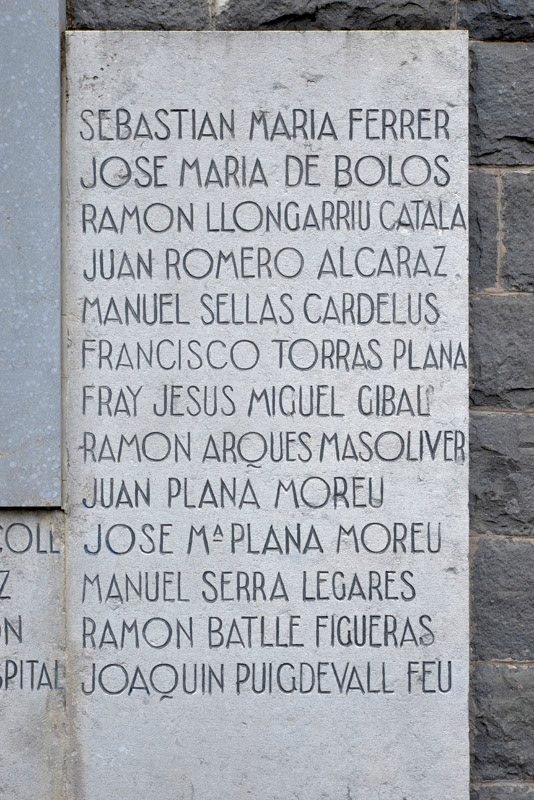 SEBASTIAN MARIA FERRER
JOSE MARIA DE BOLOS
RAMON LLONGARRIU CATALA
JUAN ROMERO ALCARAZ
MANUEL SELLAS CARDELUS
FRANCISCO TORRAS PLANA
FRAY JESUS MIGUEL GIBAL
RAMON ARQUES MASOLIVER
JUAN PLANA MOREU
JOSE Mª PLANA MOREU
MANUEL SERRA LEGARES
RAMON BATLLE FIGUERAS
JOAQUIN PUIGDEVALL FEU